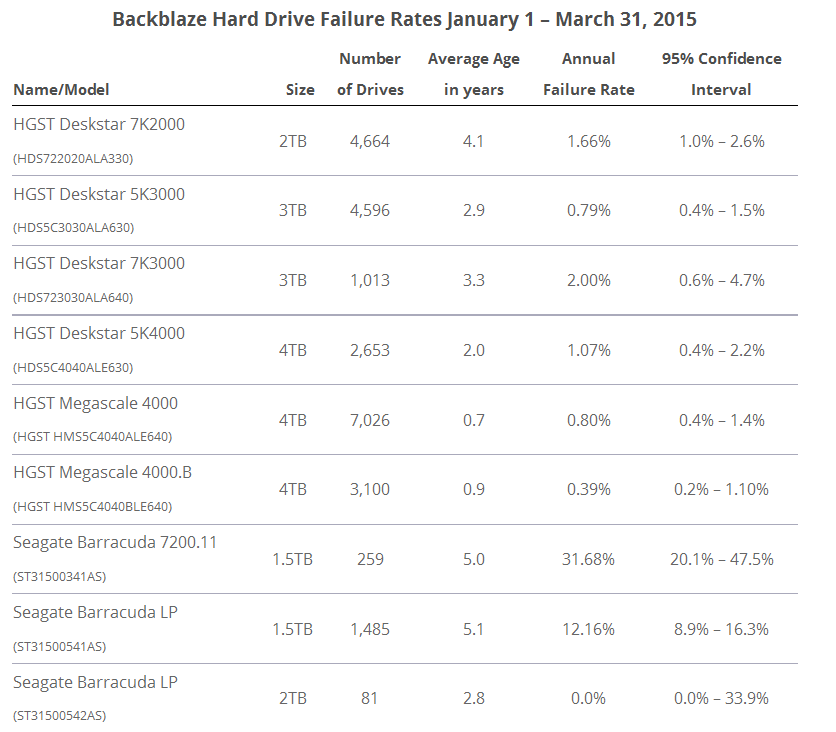 Backblaze Hard Drive Failure Rates January 1 – March 31, 2015
Number Average Age Annual 95% Confidence
Name/Model Size of Drives in years Failure Rate Interval
HGST Deskstar 7K2000
(HDS722020ALA330) 2TB 4,664 4.1 1.66% 1.0% – 2.6%
HGST Deskstar 5K3000
(HDS5C3030ALA630) 3TB 4,596 2.9 0.79% 0.4% – 1.5%
HGST Deskstar 7K3000
(HDS723030ALA640) 3TB 1,013 3.3 2.00% 0.6% – 4.7%
HGST Deskstar 5K4000
(HDS5C4040ALE630) 4TB 2,653 2.0 1.07% 0.4% – 2.2%
HGST Megascale 4000
(HGST HMS5C4040ALE640) 4TB 7,026 0.7 0.80% 0.4% – 1.4%
HGST Megascale 4000.B
(HGST HMS5C4040BLE640) 4TB 3,100 0.9 0.39% 0.2% – 1.10%
Seagate Barracuda 7200.11
(ST31500341AS) 1.5TB 259 5.0 31.68% 20.1% – 47.5%
Seagate Barracuda LP
(ST31500541AS) 1.5TB 1,485 5.1 12.16% 8.9% – 16.3%
Seagate Barracuda LP
(ST31500542AS) 2TB 81 2.8 0.0% 0.0% – 33.9%